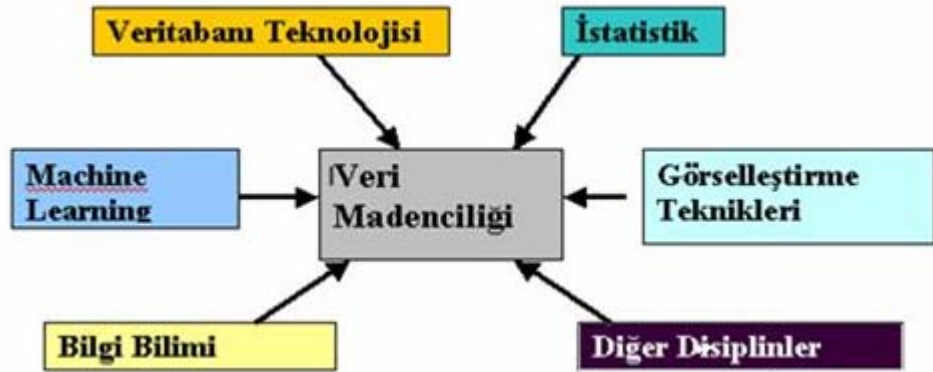 Veritabanı Teknolojisi
İstatistik
Machine
Learning
Veri
Madenciliği
Görselleştirme
Teknikleri
Bilgi Bilimi
Diğer Disiplinler